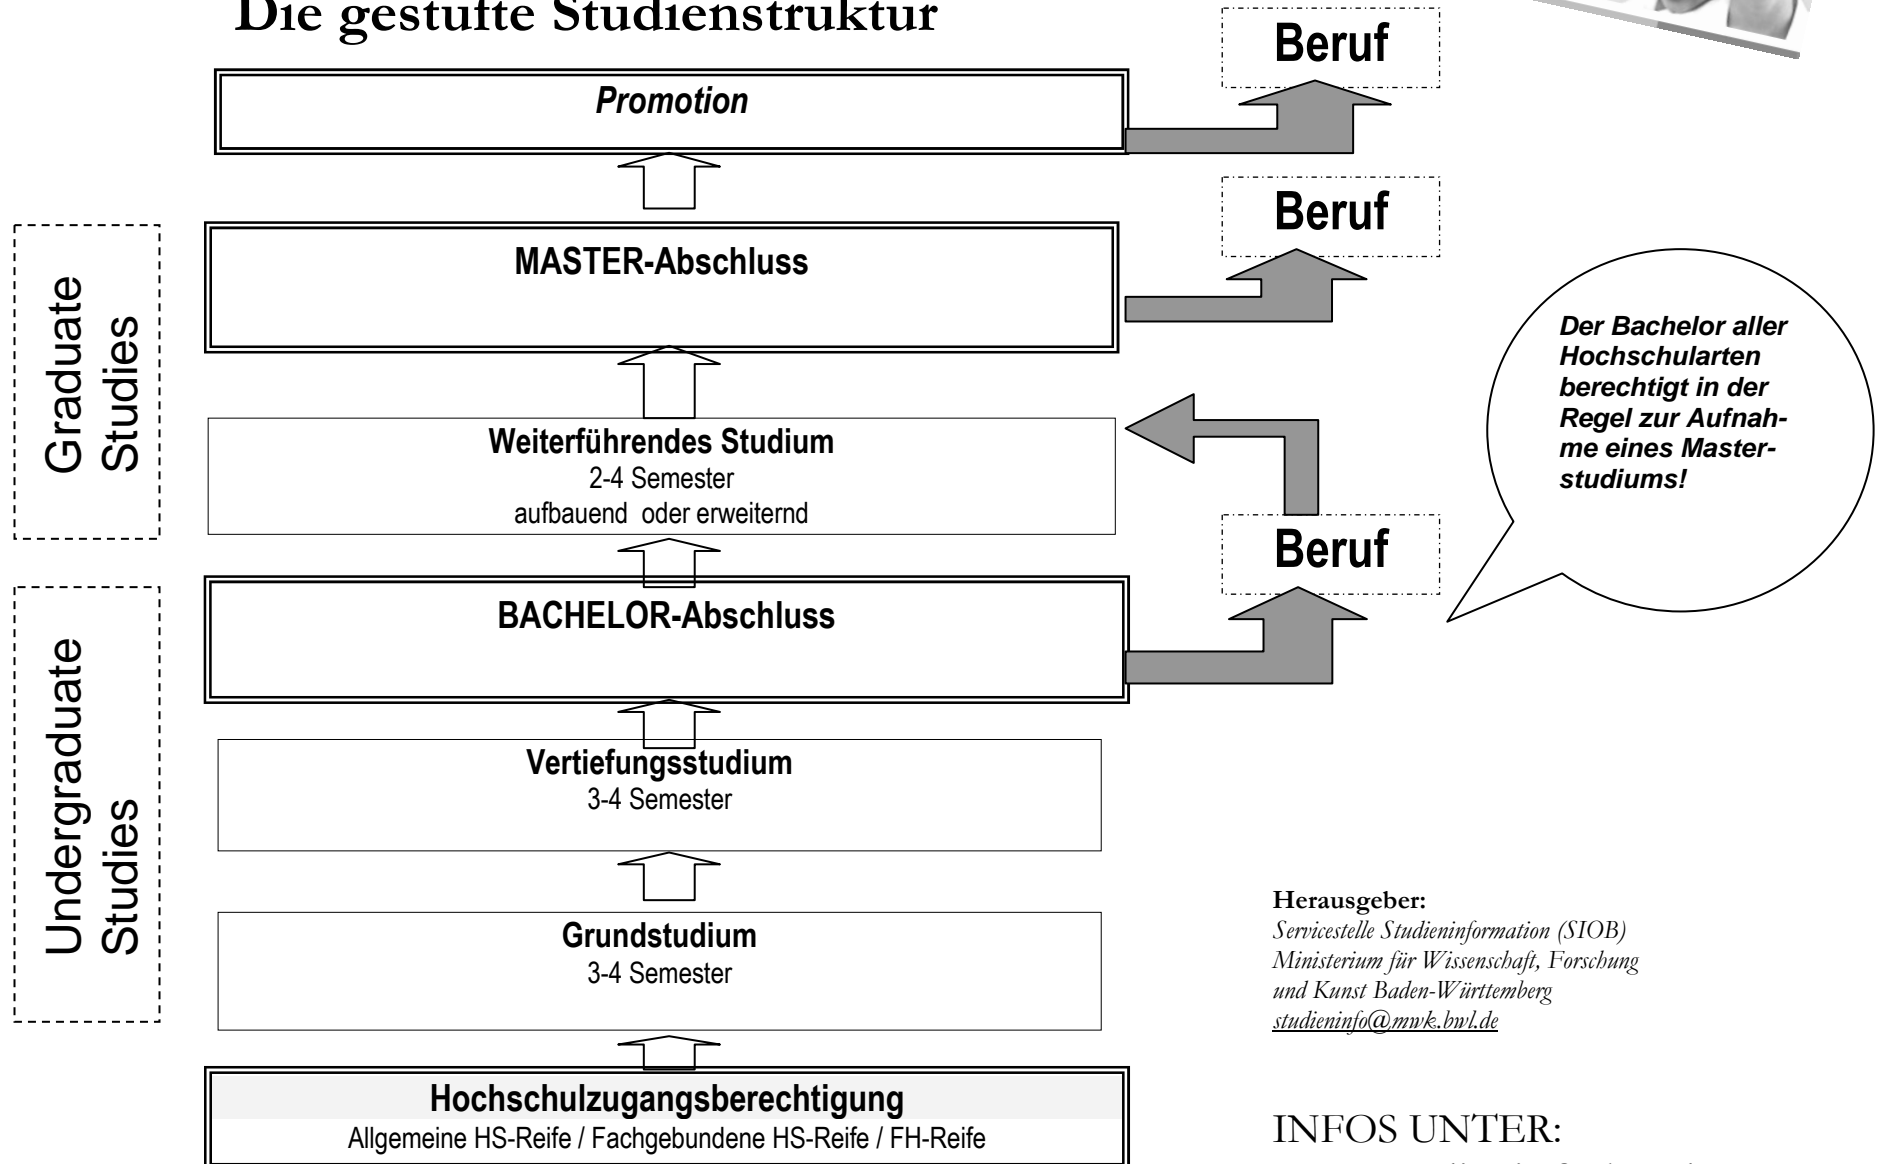 Die gestufte Studienstruktur
Beruf
Promotion
Beruf
MASTER-Abschluss
Graduate
Studies
Der Bachelor aller
Hochschularten
berechtigt in der
Regel zur Aufnah-
me eines Master-
studiums!
Weiterführendes Studium
2-4 Semester
aufbauend oder erweiternd
Beruf
BACHELOR-Abschluss
Undergraduate
Studies
Vertiefungsstudium
3-4 Semester
Grundstudium
3-4 Semester
Herausgeber:
Servicestelle Studieninformation (SIOB)
Ministerium für Wissenschaft, Forschung
und Kunst Baden-Württemberg
studieninfo@mwk.bwl.de
Hochschulzugangsberechtigung
Allgemeine HS-Reife / Fachgebundene HS-Reife / FH-Reife
INFOS UNTER: